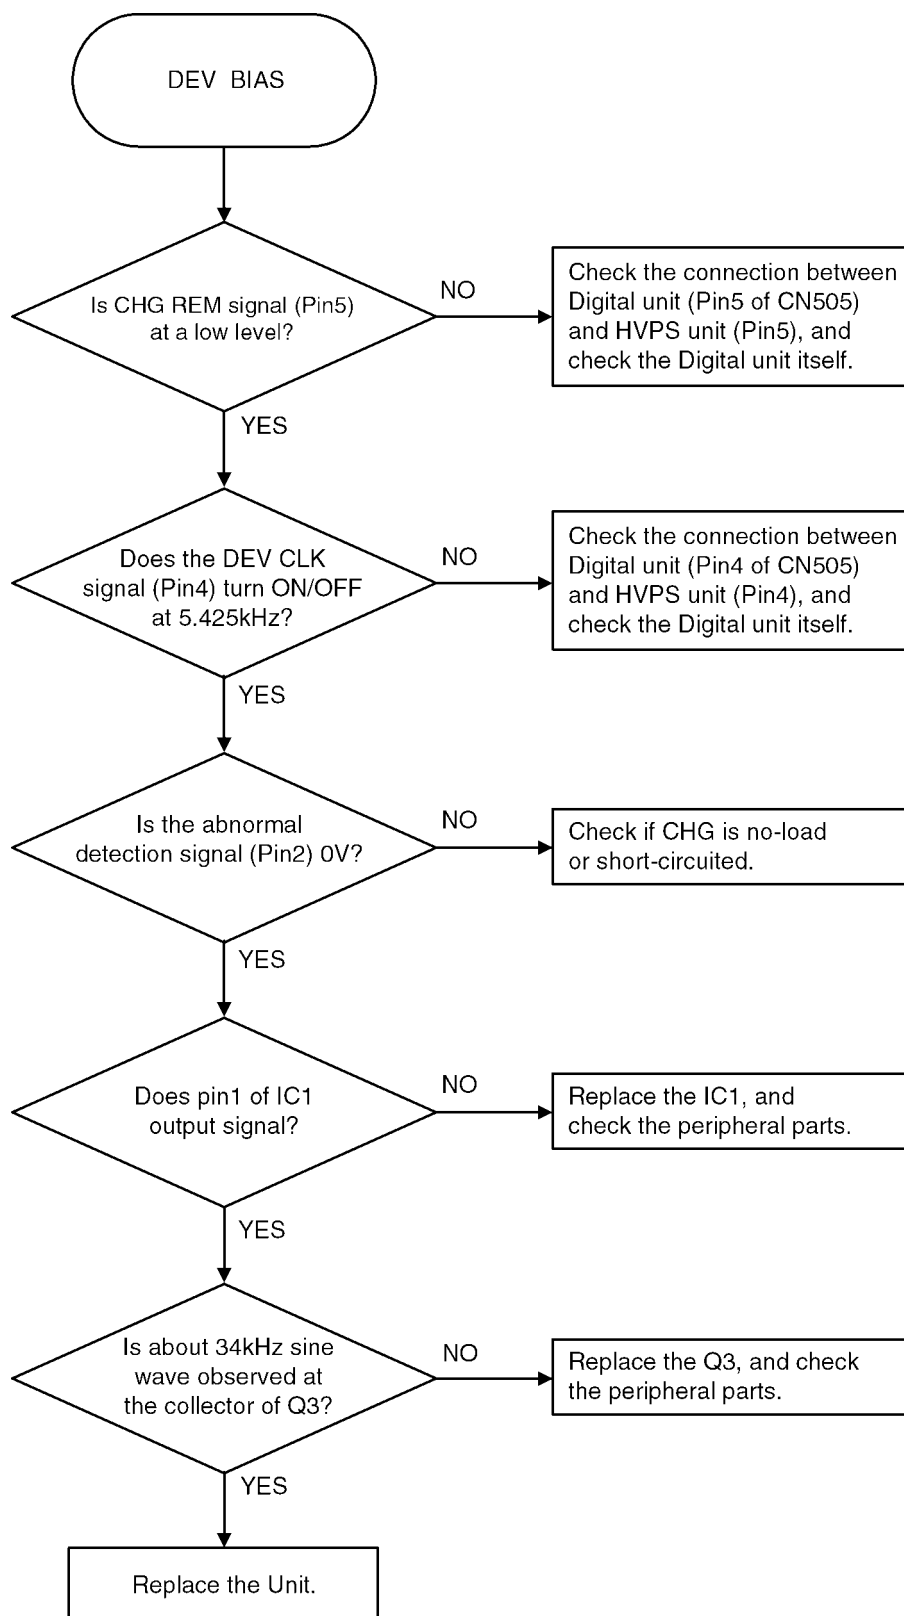 DEV BIAS
Is CHG REM signal (Pin5)
at a low level?
NO
Check the connection between
Digital unit (Pin5 of CN505)
and HVPS unit (Pin5), and
check the Digital unit itself.
YES
Does the DEV CLK
signal (Pin4) turn ON/OFF
at 5.425kHz?
NO
Check the connection between
Digital unit (Pin4 of CN505)
and HVPS unit (Pin4), and
check the Digital unit itself.
YES
Is the abnormal
detection signal (Pin2) 0V?
NO
Check if CHG is no-load
or short-circuited.
YES
Does pin1 of IC1
output signal?
NO
Replace the IC1, and
check the peripheral parts.
YES
Is about 34kHz sine
wave observed at
the collector of Q3?
NO
Replace the Q3, and check
the peripheral parts.
YES
Replace the Unit.